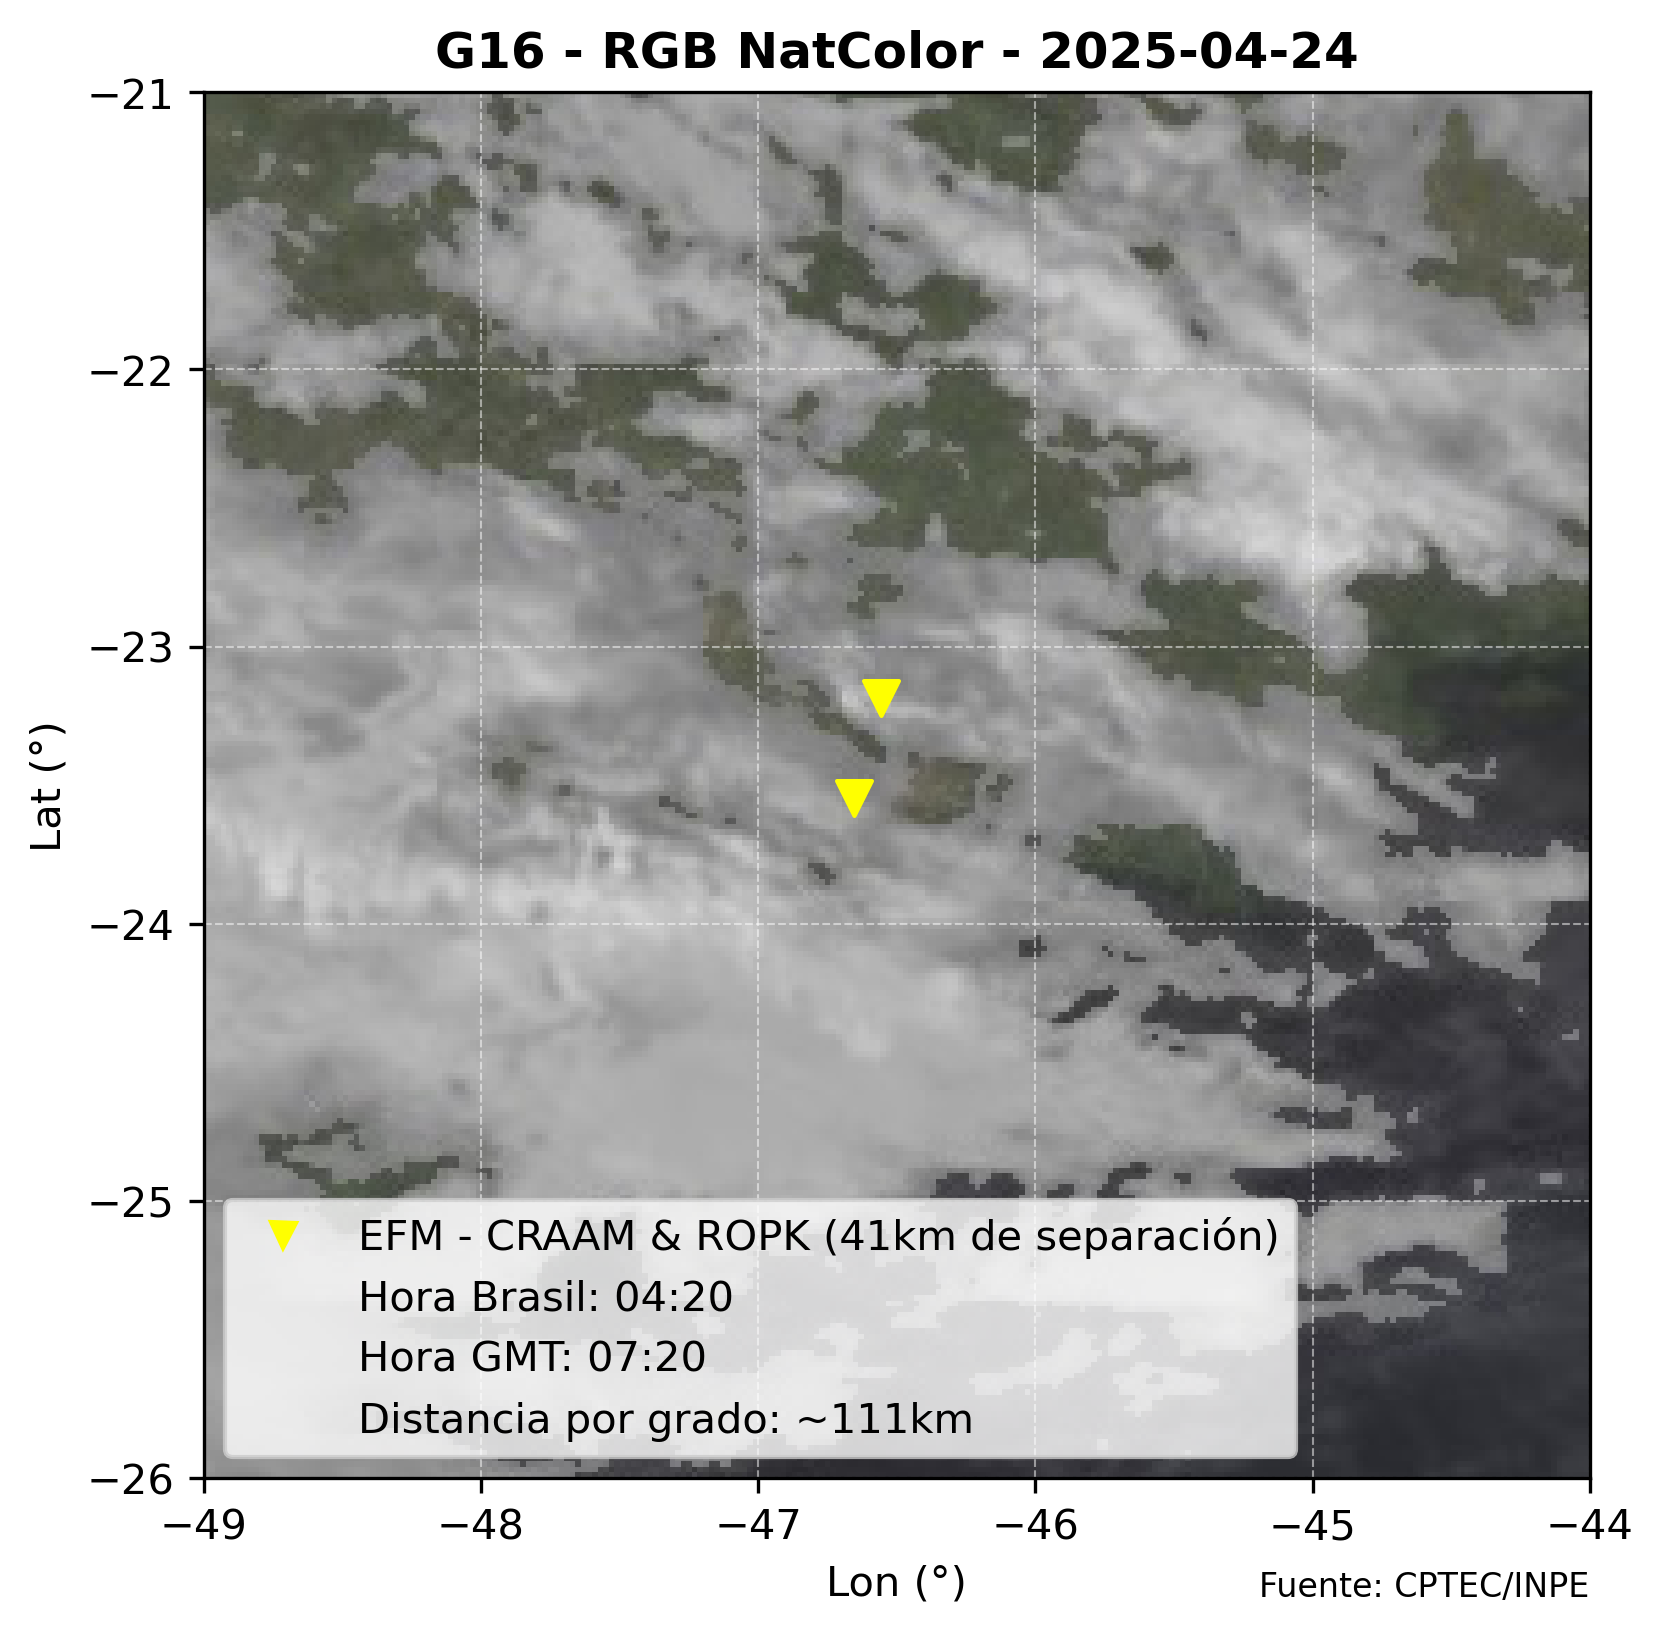 G16 - RGB NatColor - 2025-04-24
−21
−22
−23
−24
−25
−26
Lat (°)
EFM - CRAAM & ROPK (41km de separación)
Hora Brasil: 04:20
Hora GMT: 07:20
Distancia por grado: ~111km
−49 −48 −47 −46 −45 −44
Lon (°)
Fuente: CPTEC/INPE